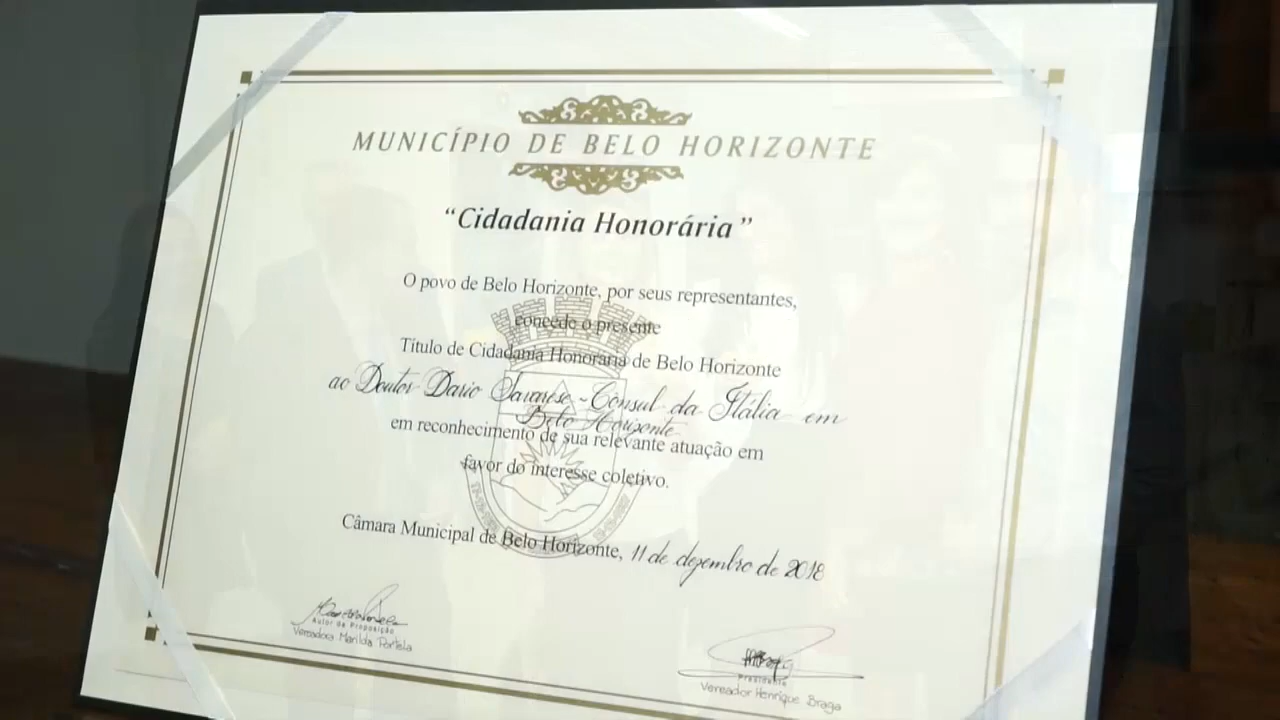 MUNICÍPIO DE BELO HORIZONTE
“Cidadania Honorária”
O povo de Belo Horizonte, por seus representantes,
concede o presente
Título de Cidadania Honorária de Belo Horizonte
ao Doutor Dario Savarese - Cônsul da Itália em
Belo Horizonte
em reconhecimento de sua relevante atuação em
favor do interesse coletivo.
Câmara Municipal de Belo Horizonte, 11 de dezembro de 2018
Autor da Proposição
Vereadora Marilda Portela
Presidente
Vereador Henrique Braga